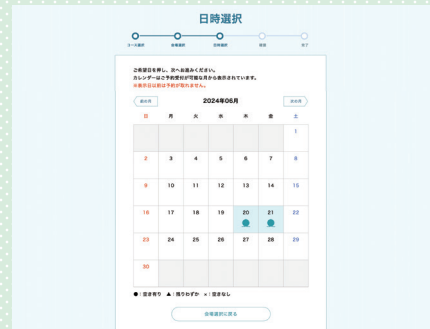 日時選択
コース選択 会場選択 日時選択 確認 完了
ご希望日を押し、次へお進みください。
カレンダーはご予約受付が可能な月から表示されています。
※表示日以前は予約が取れません。
前の月 2024年06月 次の月
日 月 火 水 木 金 土
1
2 3 4 5 6 7 8
9 10 11 12 13 14 15
16 17 18 19 20 21 22
● ●
23 24 25 26 27 28 29
30
●：空き有り ▲：残りわずか ×：空きなし
会場選択に戻る